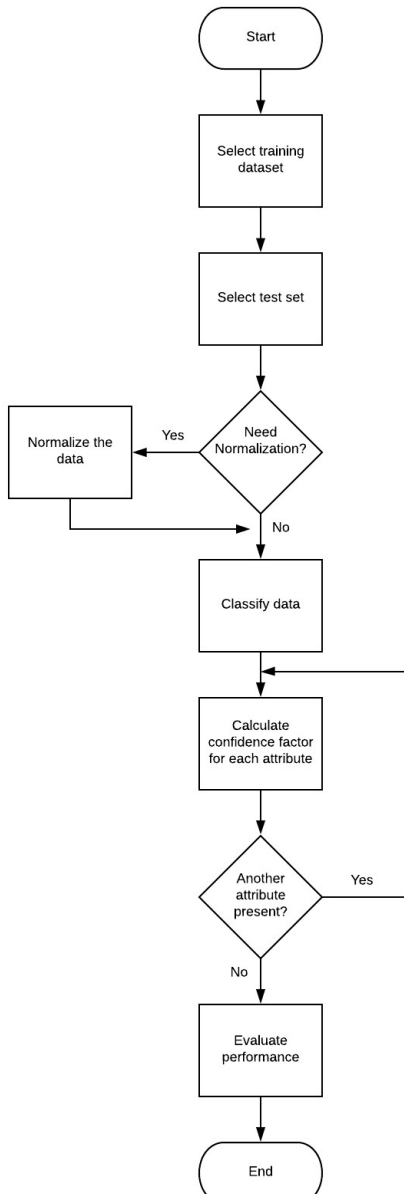 Start
Select training
dataset
Select test set
Need
Normalization?
Yes
Normalize the
data
No
Classify data
Calculate
confidence factor
for each attribute
Another
attribute
present?
Yes
No
Evaluate
performance
End